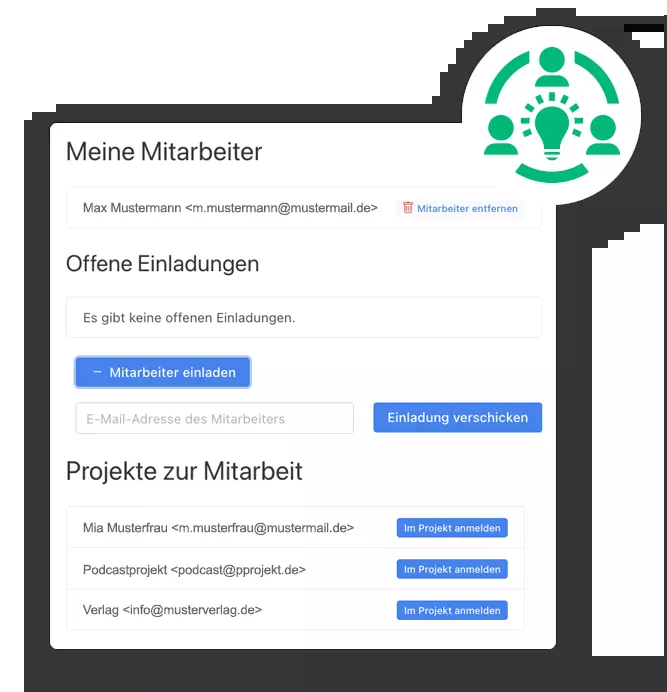 Meine Mitarbeiter
Max Mustermann <m.mustermann@mustermail.de> Mitarbeiter entfernen
Offene Einladungen
Es gibt keine offenen Einladungen.
− Mitarbeiter einladen
E-Mail-Adresse des Mitarbeiters Einladung verschicken
Projekte zur Mitarbeit
Mia Musterfrau <m.musterfrau@mustermail.de> Im Projekt anmelden
Podcastprojekt <podcast@pprojekt.de> Im Projekt anmelden
Verlag <info@musterverlag.de> Im Projekt anmelden